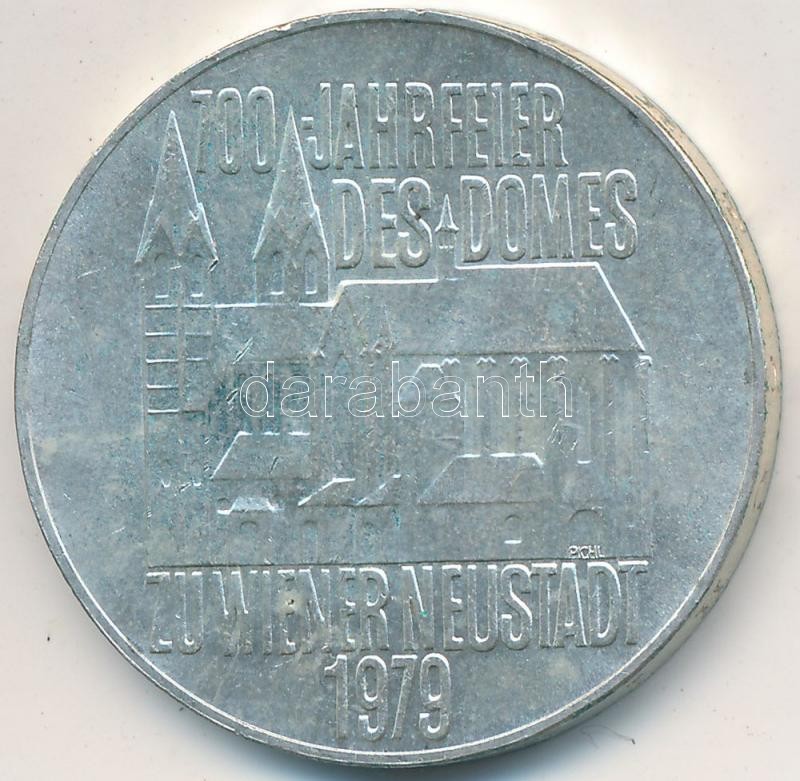 700-JAHRFEIER
DES DOMES
darabanth
PICHL
ZU WIENER NEUSTADT
1979